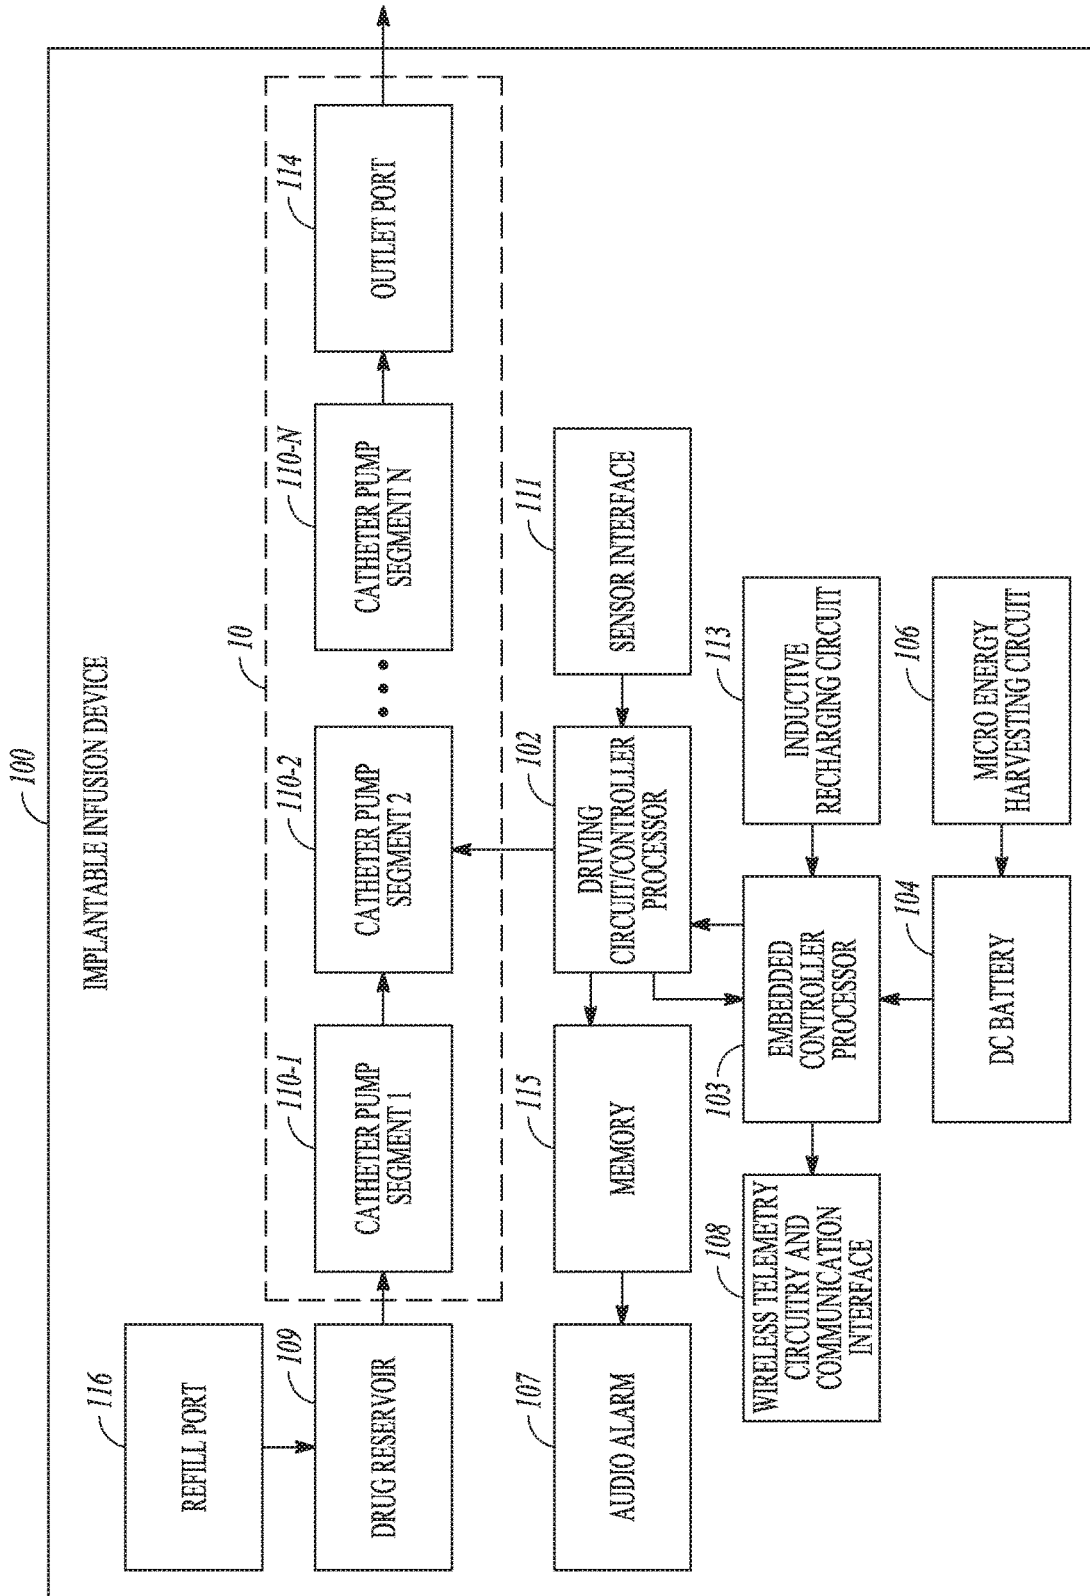 100
IMPLANTABLE INFUSION DEVICE
116
REFILL PORT
10
109
DRUG RESERVOIR
110-1
CATHETER PUMP
SEGMENT 1
110-2
CATHETER PUMP
SEGMENT 2
110-N
CATHETER PUMP
SEGMENT N
114
OUTLET PORT
107
AUDIO ALARM
115
MEMORY
102
DRIVING
CIRCUIT/CONTROLLER
PROCESSOR
111
SENSOR INTERFACE
108
WIRELESS TELEMETRY
CIRCUITRY AND
COMMUNICATION
INTERFACE
103
EMBEDDED
CONTROLLER
PROCESSOR
113
INDUCTIVE
RECHARGING CIRCUIT
104
DC BATTERY
106
MICRO ENERGY
HARVESTING CIRCUIT